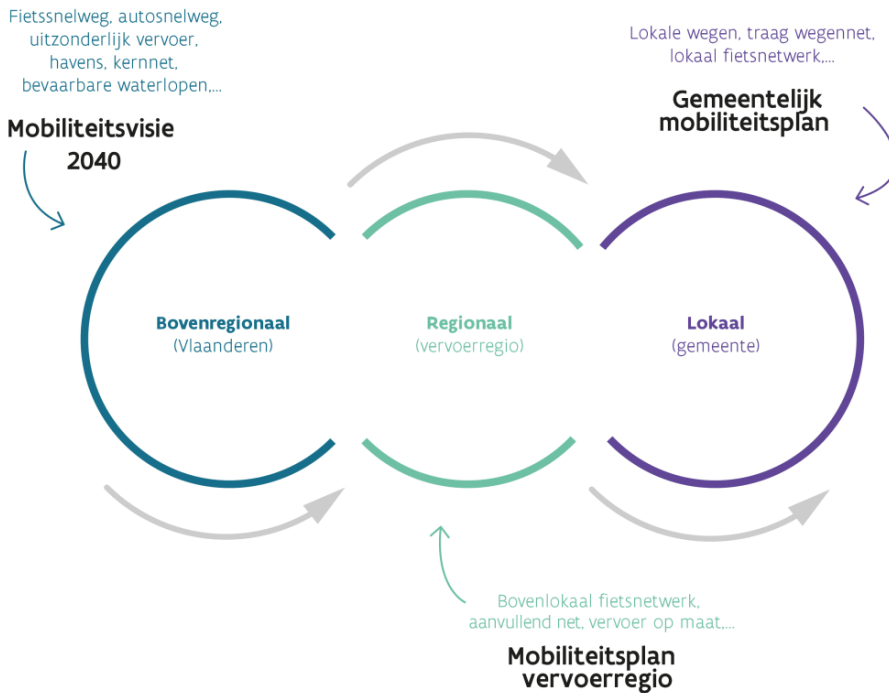 Fietssnelweg, autosnelweg,
uitzonderlijk vervoer,
havens, kernnet,
bevaarbare waterlopen,...
Mobiliteitsvisie
2040
Lokale wegen, traag wegennet,
lokaal fietsnetwerk,...
Gemeentelijk
mobiliteitsplan
Bovenregionaal
(Vlaanderen)
Regionaal
(vervoerregio)
Lokaal
(gemeente)
Bovenlokaal fietsnetwerk,
aanvullend net, vervoer op maat,...
Mobiliteitsplan
vervoerregio